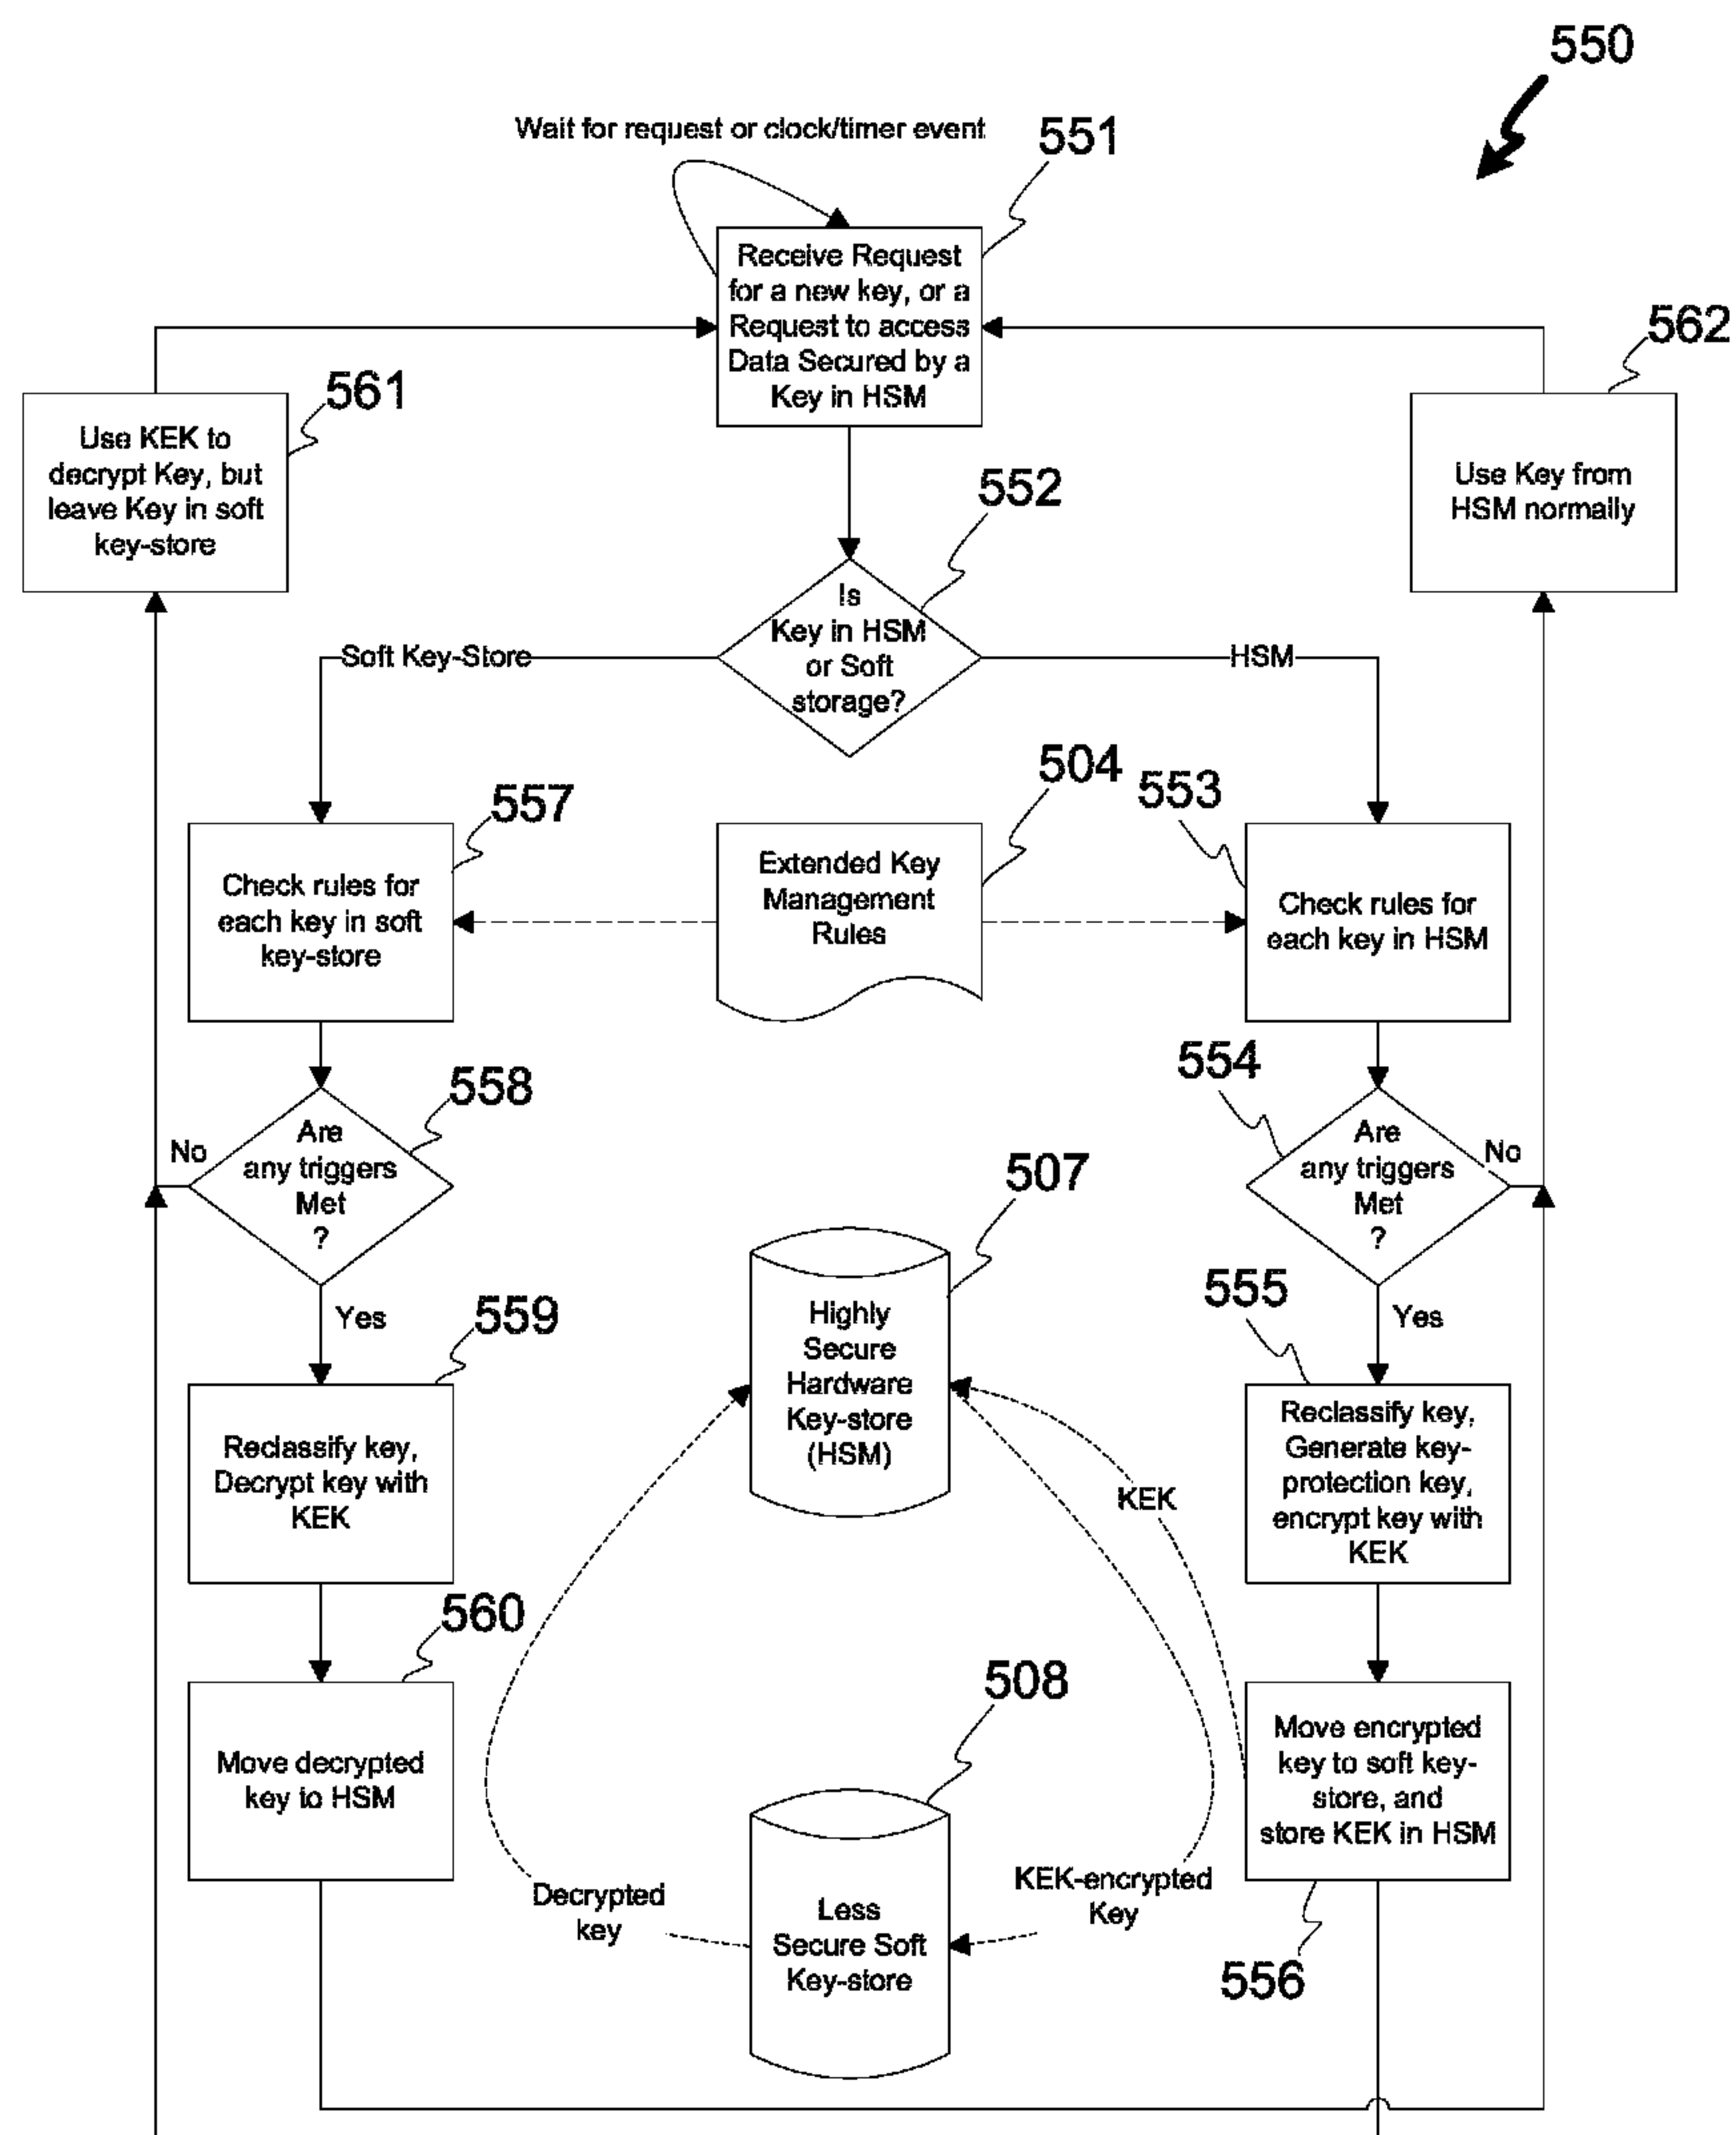 550
Wait for request or clock/timer event
551
Receive Request
for a new key, or a
Request to access
Data Secured by a
Key in HSM
562
561
Use KEK to
decrypt Key, but
leave Key in soft
key-store
Use Key from
HSM normally
552
Is
Key in HSM
or Soft
storage?
Soft Key-Store
HSM
504
553
557
Check rules for
each key in soft
key-store
Extended Key
Management
Rules
Check rules for
each key in HSM
558
554
Are
any triggers
Met
?
No
Yes
Are
any triggers
Met
?
No
Yes
507
Highly
Secure
Hardware
Key-store
(HSM)
559
Reclassify key,
Decrypt key with
KEK
555
Reclassify key,
Generate key-
protection key,
encrypt key with
KEK
KEK
560
Move decrypted
key to HSM
508
Less
Secure Soft
Key-store
Move encrypted
key to soft key-
store, and
store KEK in HSM
556
Decrypted
key
KEK-encrypted
Key